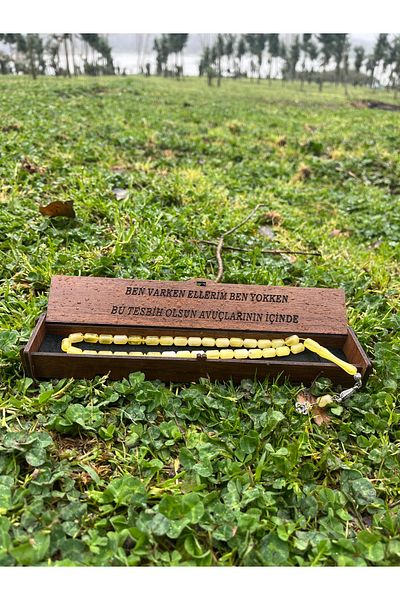 BEN VARKEN ELLERİM BEN YOKKEN
BU TESBİH OLSUN AVUÇLARININ İÇİNDE